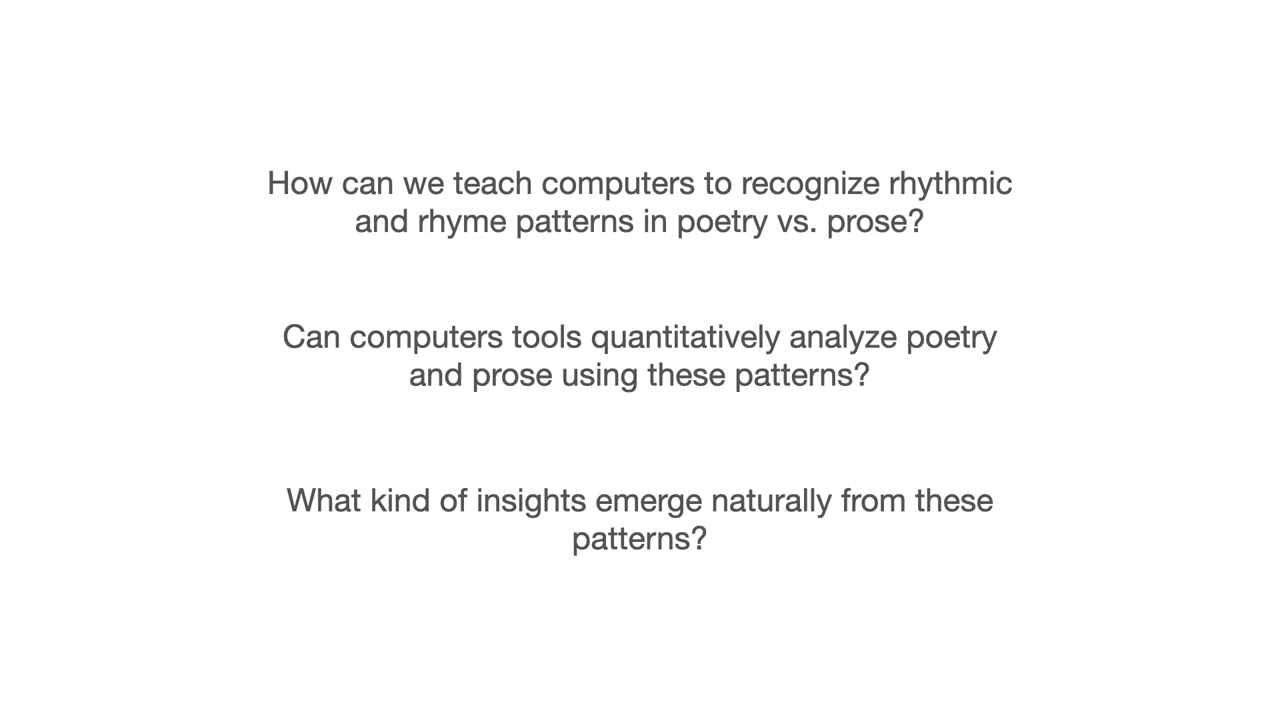 How can we teach computers to recognize rhythmic
and rhyme patterns in poetry vs. prose?
Can computers tools quantitatively analyze poetry
and prose using these patterns?
What kind of insights emerge naturally from these
patterns?